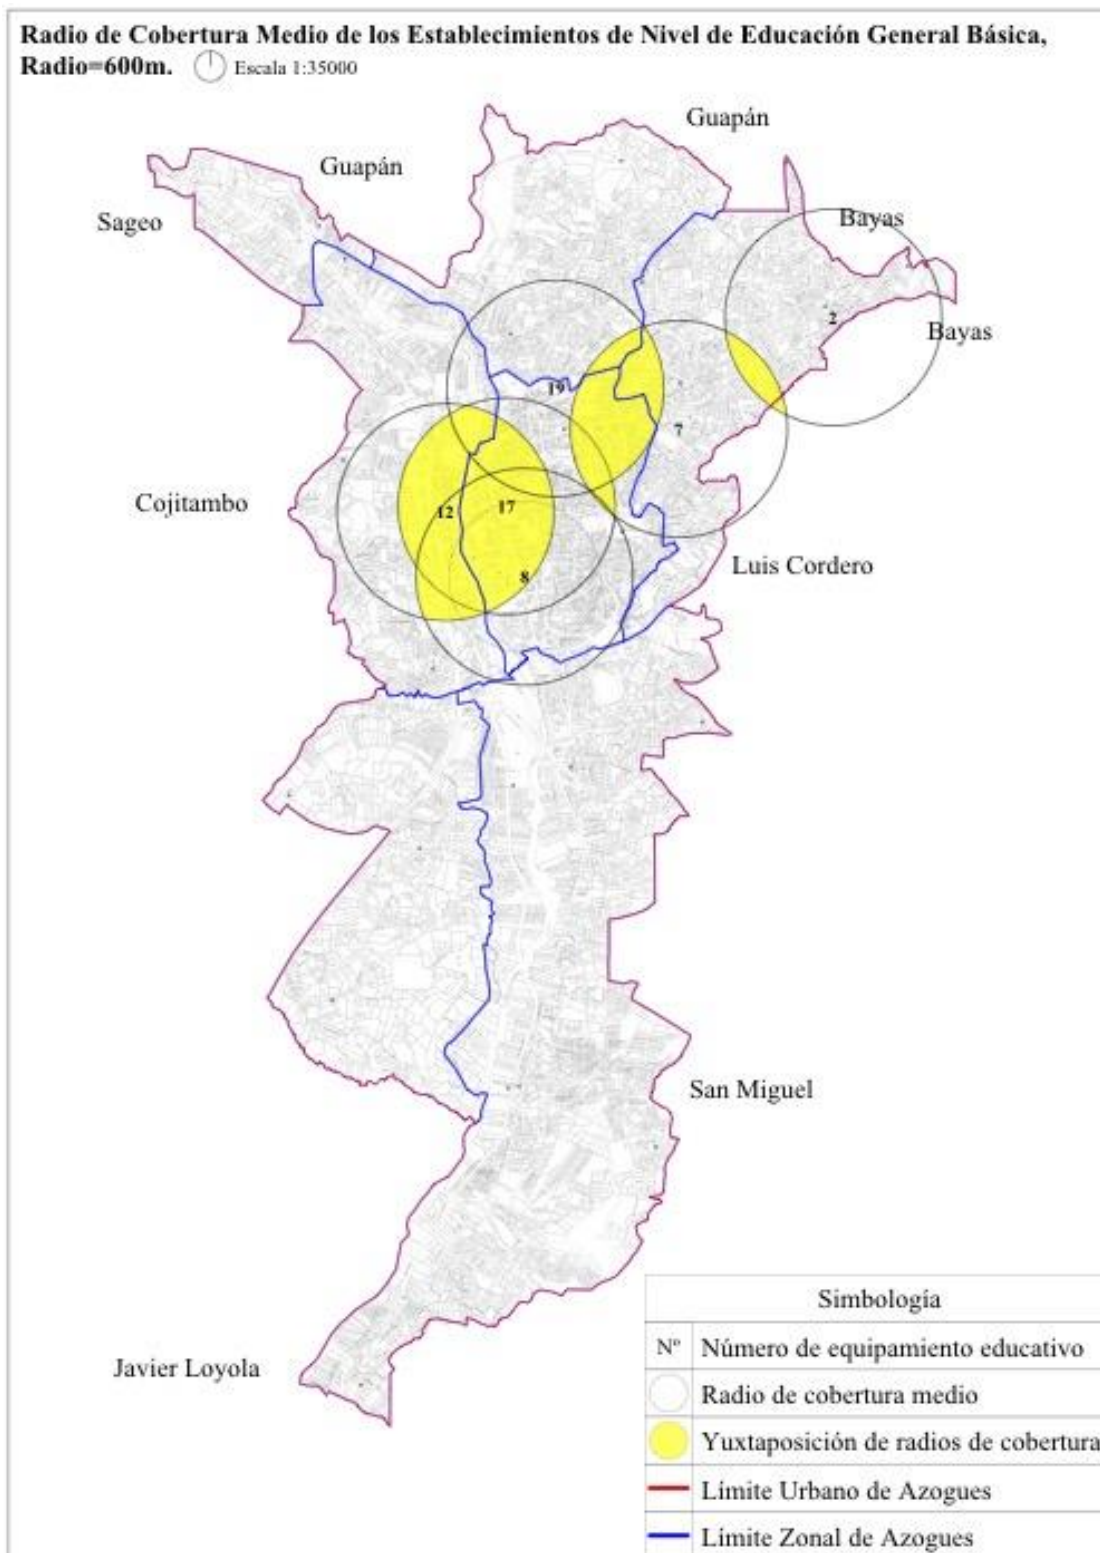 Radio de Cobertura Medio de los Establecimientos de Nivel de Educación General Básica,
Radio=600m. Escala 1:35000
Guapán
Guapán
Sageo
Bayas
2
Bayas
19
7
Cojitambo
12
17
8
Luis Cordero
San Miguel
Javier Loyola
Simbología
Nº Número de equipamiento educativo
Radio de cobertura medio
Yuxtaposición de radios de cobertura
Límite Urbano de Azogues
Límite Zonal de Azogues